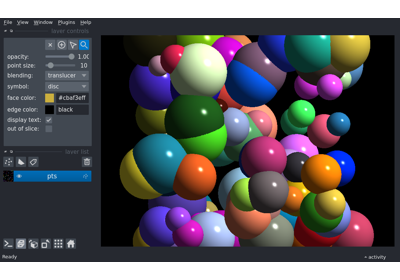 File View Window Plugins Help
layer controls
opacity: 1.00
point size: 10
blending: translucer
symbol: disc
face color: #cbaf3eff
edge color: black
display text:
out of slice:
layer list
pts
Ready
activity